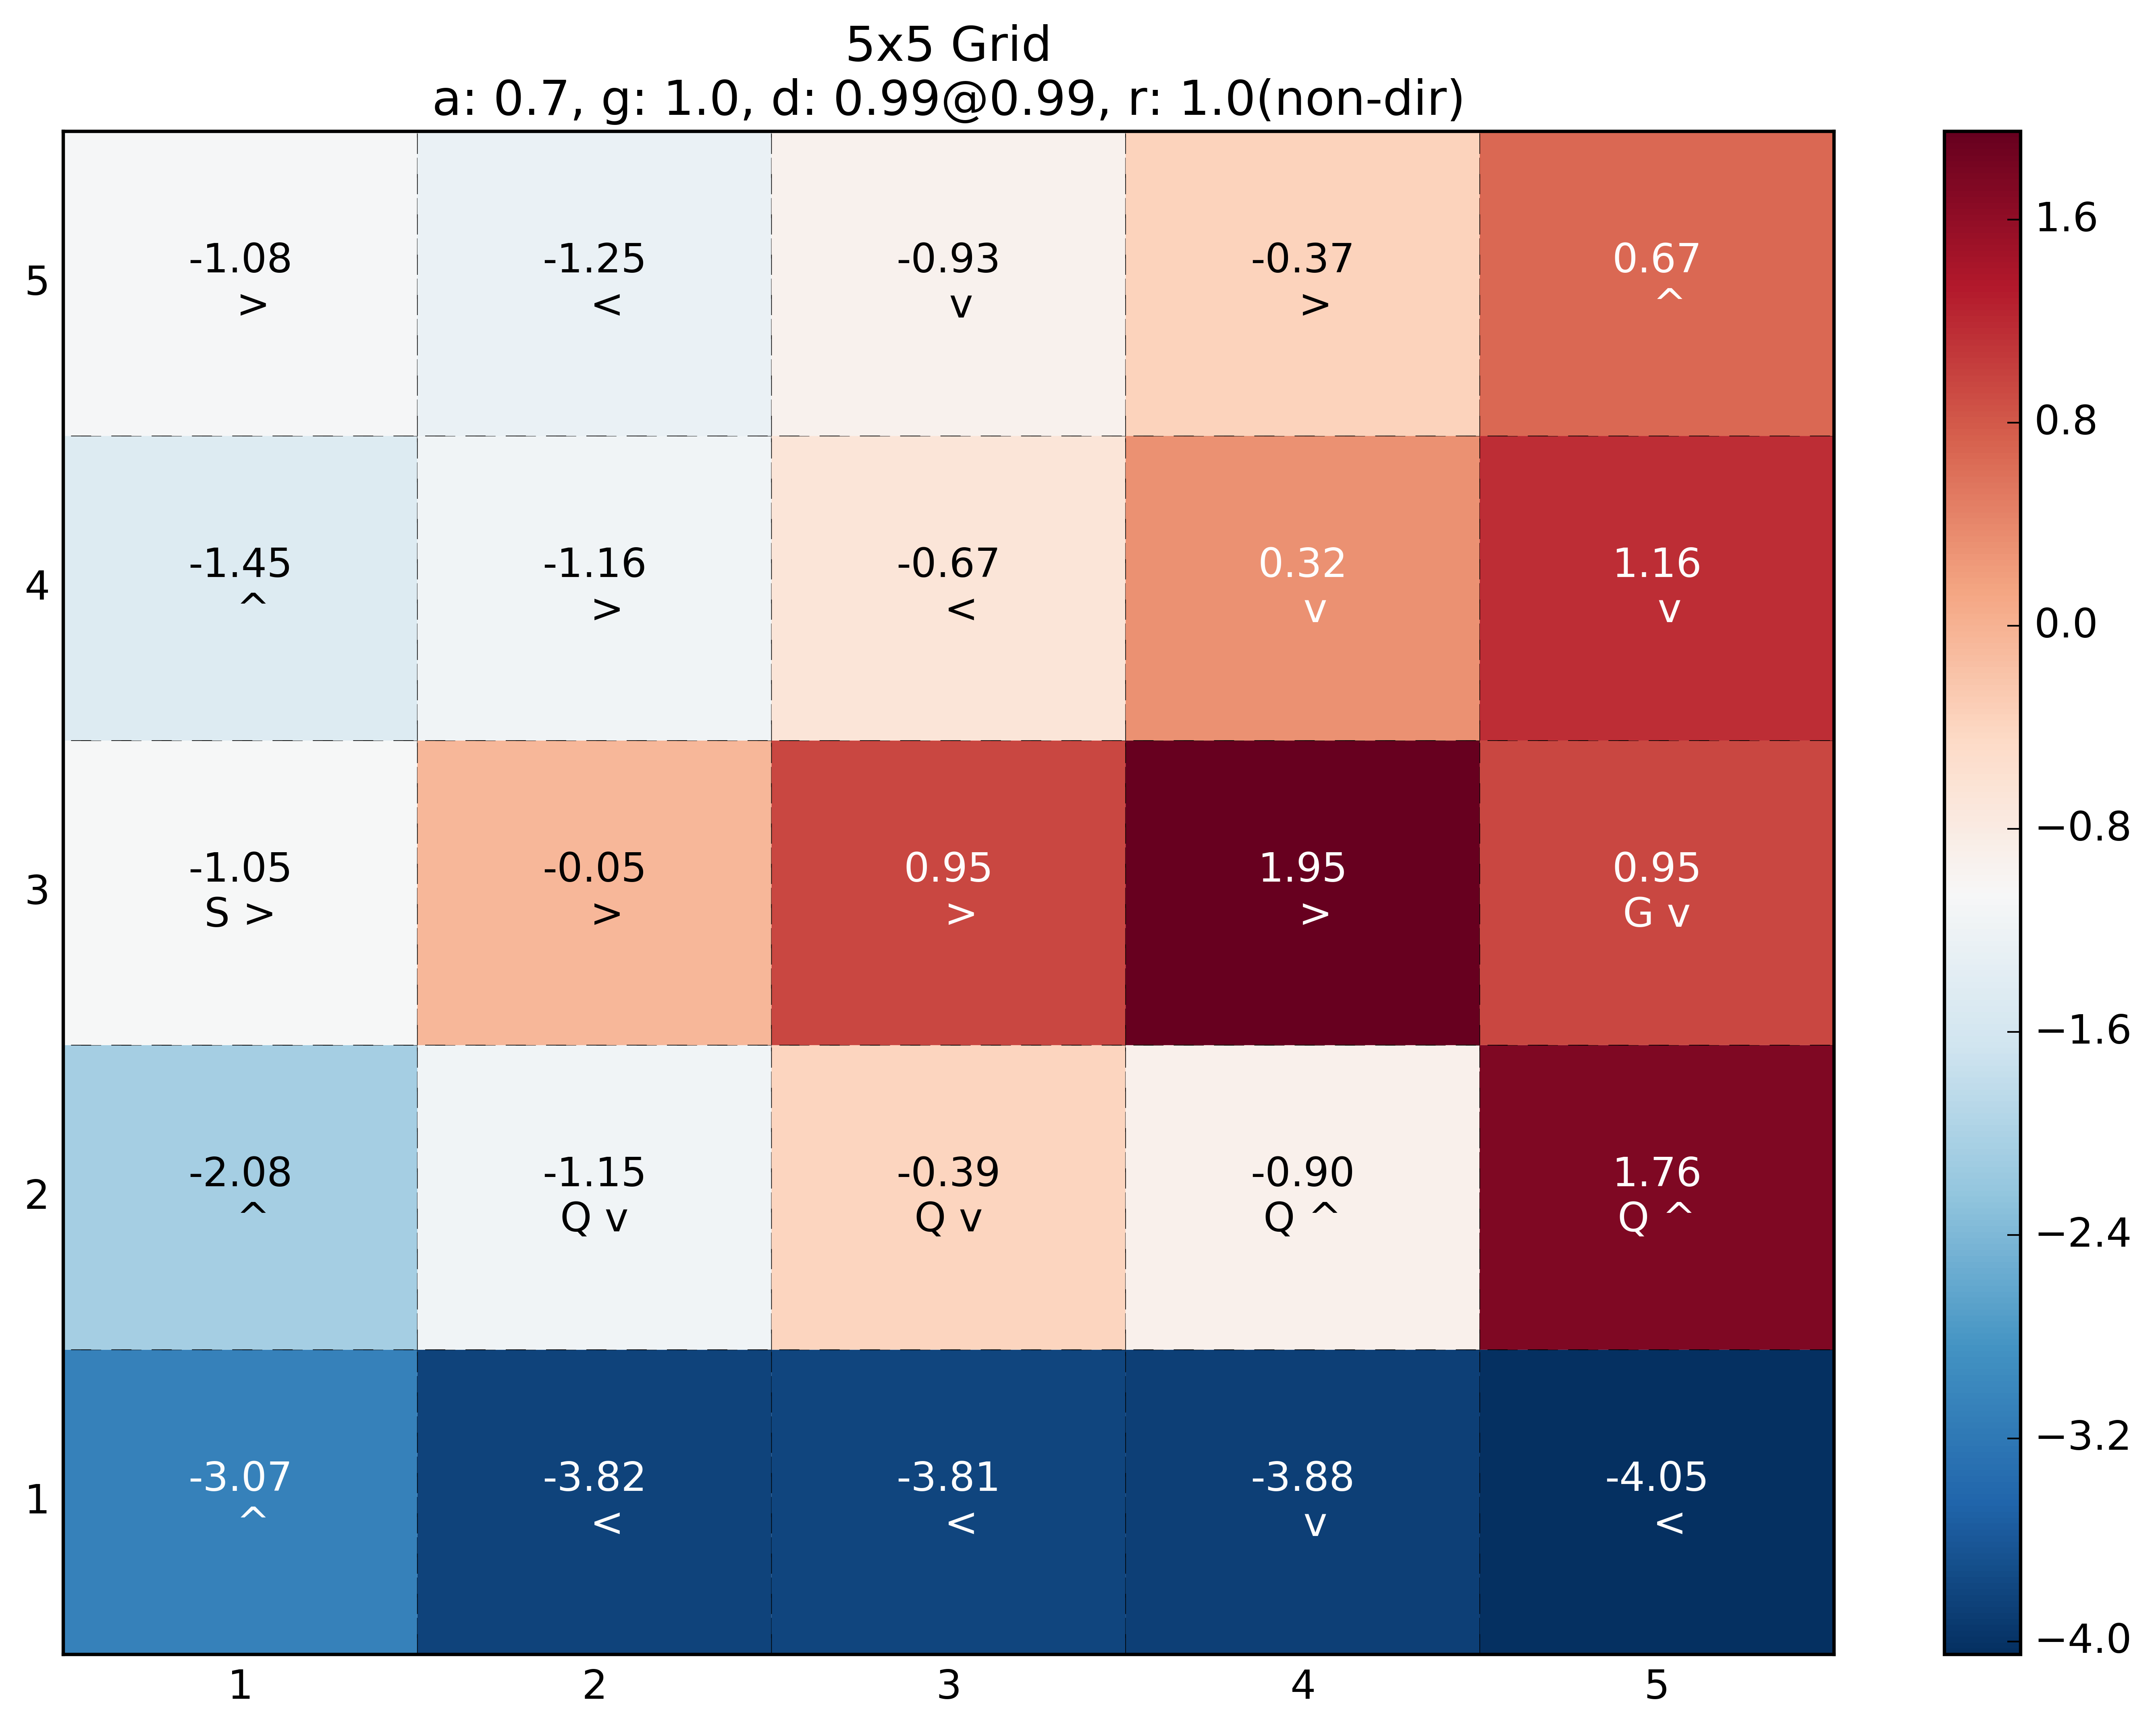 5x5 Grid
a: 0.7, g: 1.0, d: 0.99@0.99, r: 1.0(non-dir)
5
-1.08 -1.25 -0.93 -0.37 0.67
> < v > ^
4
-1.45 -1.16 -0.67 0.32 1.16
^ > < v v
3
-1.05 -0.05 0.95 1.95 0.95
S > > > > G v
2
-2.08 -1.15 -0.39 -0.90 1.76
^ Q v Q v Q ^ Q ^
1
-3.07 -3.82 -3.81 -3.88 -4.05
^ < < v <
1 2 3 4 5
1.6
0.8
0.0
−0.8
−1.6
−2.4
−3.2
−4.0